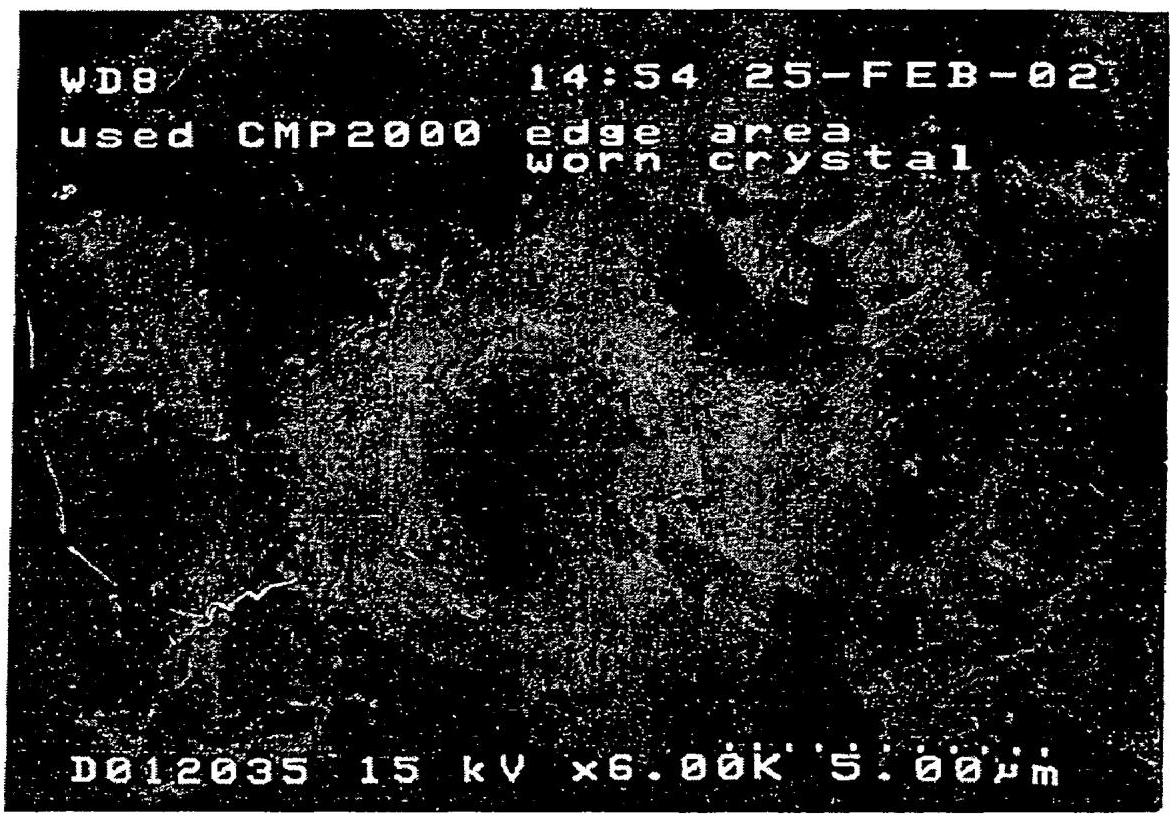 WD8 14:54 25-FEB-02
used CMP2000 edge area
worn crystal
D012035 15 kV x6.00K 5.00µm